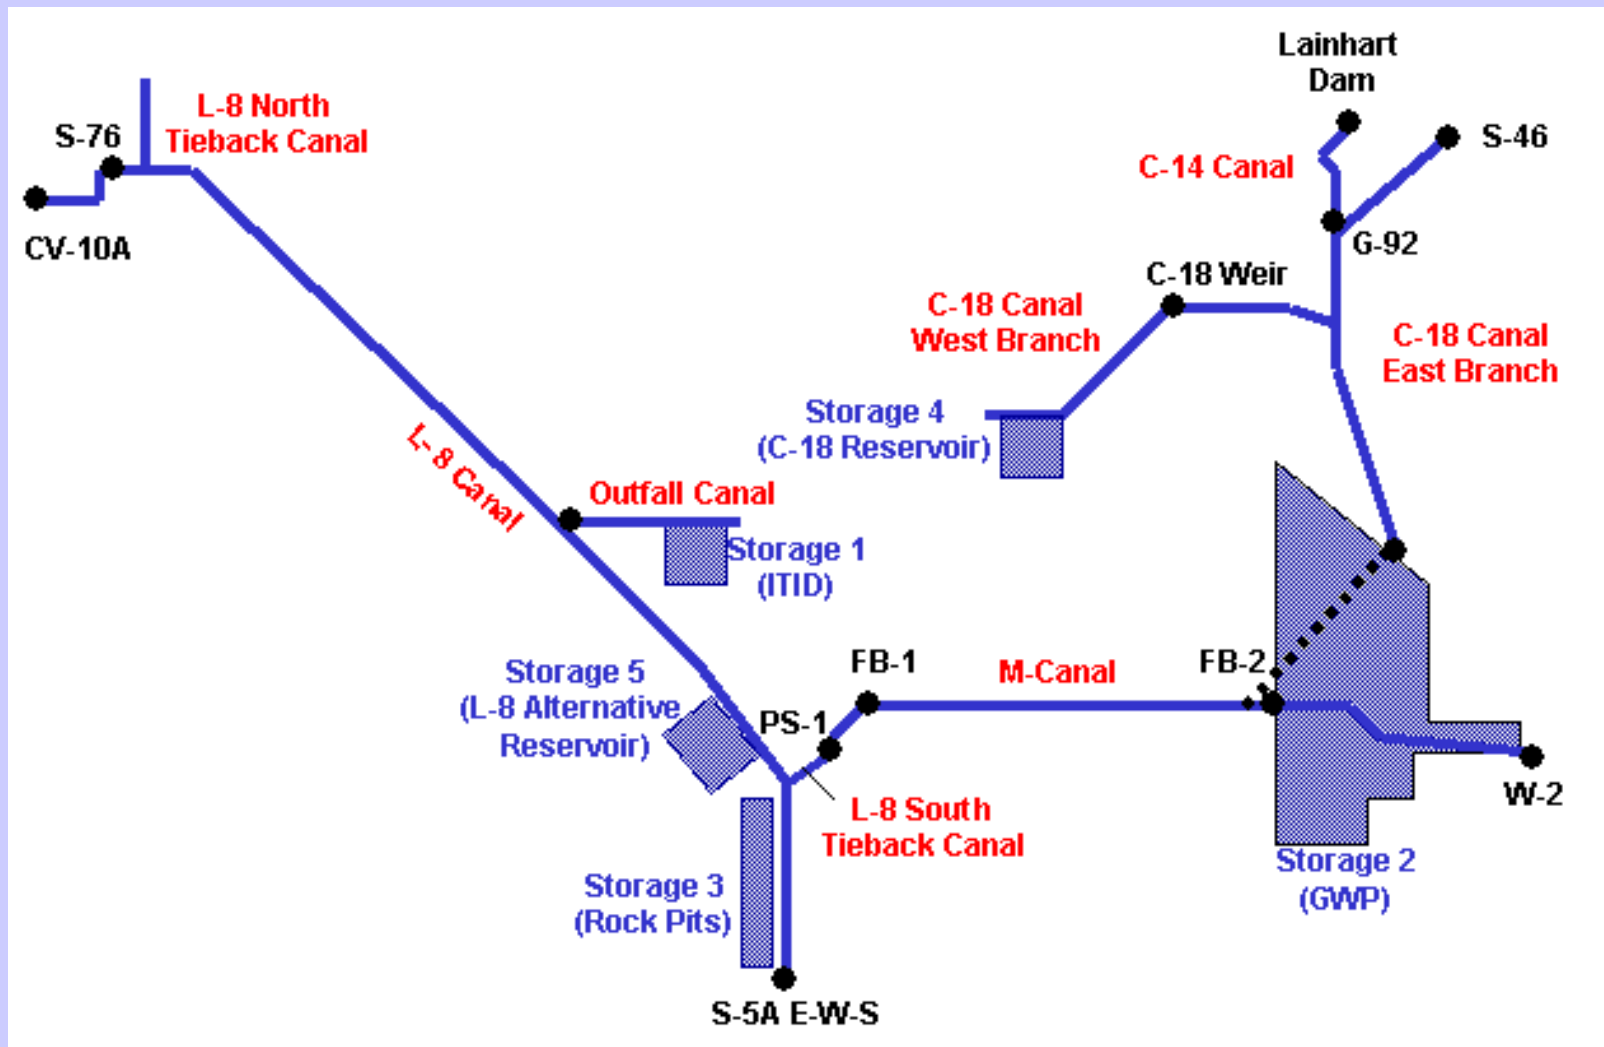 Lainhart
Dam
L-8 North
Tieback Canal
S-76
S-46
C-14 Canal
CV-10A
G-92
C-18 Weir
C-18 Canal
West Branch
C-18 Canal
East Branch
Storage 4
(C-18 Reservoir)
L-8 Canal
Outfall Canal
Storage 1
(ITID)
Storage 5
(L-8 Alternative
Reservoir)
FB-1
M-Canal
FB-2
PS-1
W-2
L-8 South
Tieback Canal
Storage 2
(GWP)
Storage 3
(Rock Pits)
S-5A E-W-S